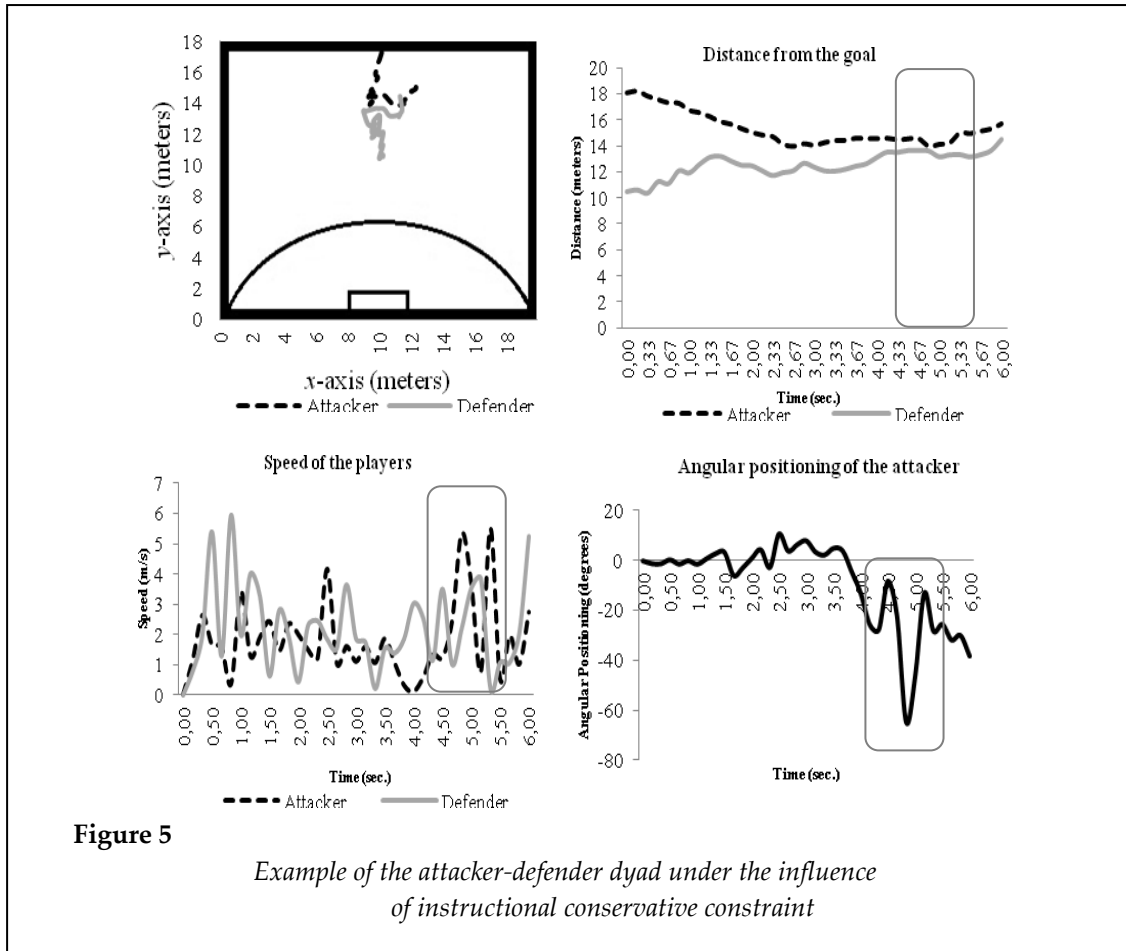 18
16
14
12
10
8
6
4
2
0
y-axis (meters)
0 2 4 6 8 10 12 14 16 18
x-axis (meters)
Attacker Defender
Distance from the goal
20
18
16
14
12
10
8
6
4
2
0
Distance (meters)
0,00 0,33 0,67 1,00 1,33 1,67 2,00 2,33 2,67 3,00 3,33 3,67 4,00 4,33 4,67 5,00 5,33 5,67 6,00
Time (sec.)
Attacker Defender
Speed of the players
7
6
5
4
3
2
1
0
Speed (m/s)
0,00 0,50 1,00 1,50 2,00 2,50 3,00 3,50 4,00 4,50 5,00 5,50 6,00
Time (sec.)
Attacker Defender
Angular positioning of the attacker
20
0
-20
-40
-60
-80
Angular Positioning (degrees)
0,00 0,50 1,00 1,50 2,00 2,50 3,00 3,50 4,00 4,50 5,00 5,50 6,00
Time (sec.)
Figure 5
Example of the attacker-defender dyad under the influence
of instructional conservative constraint